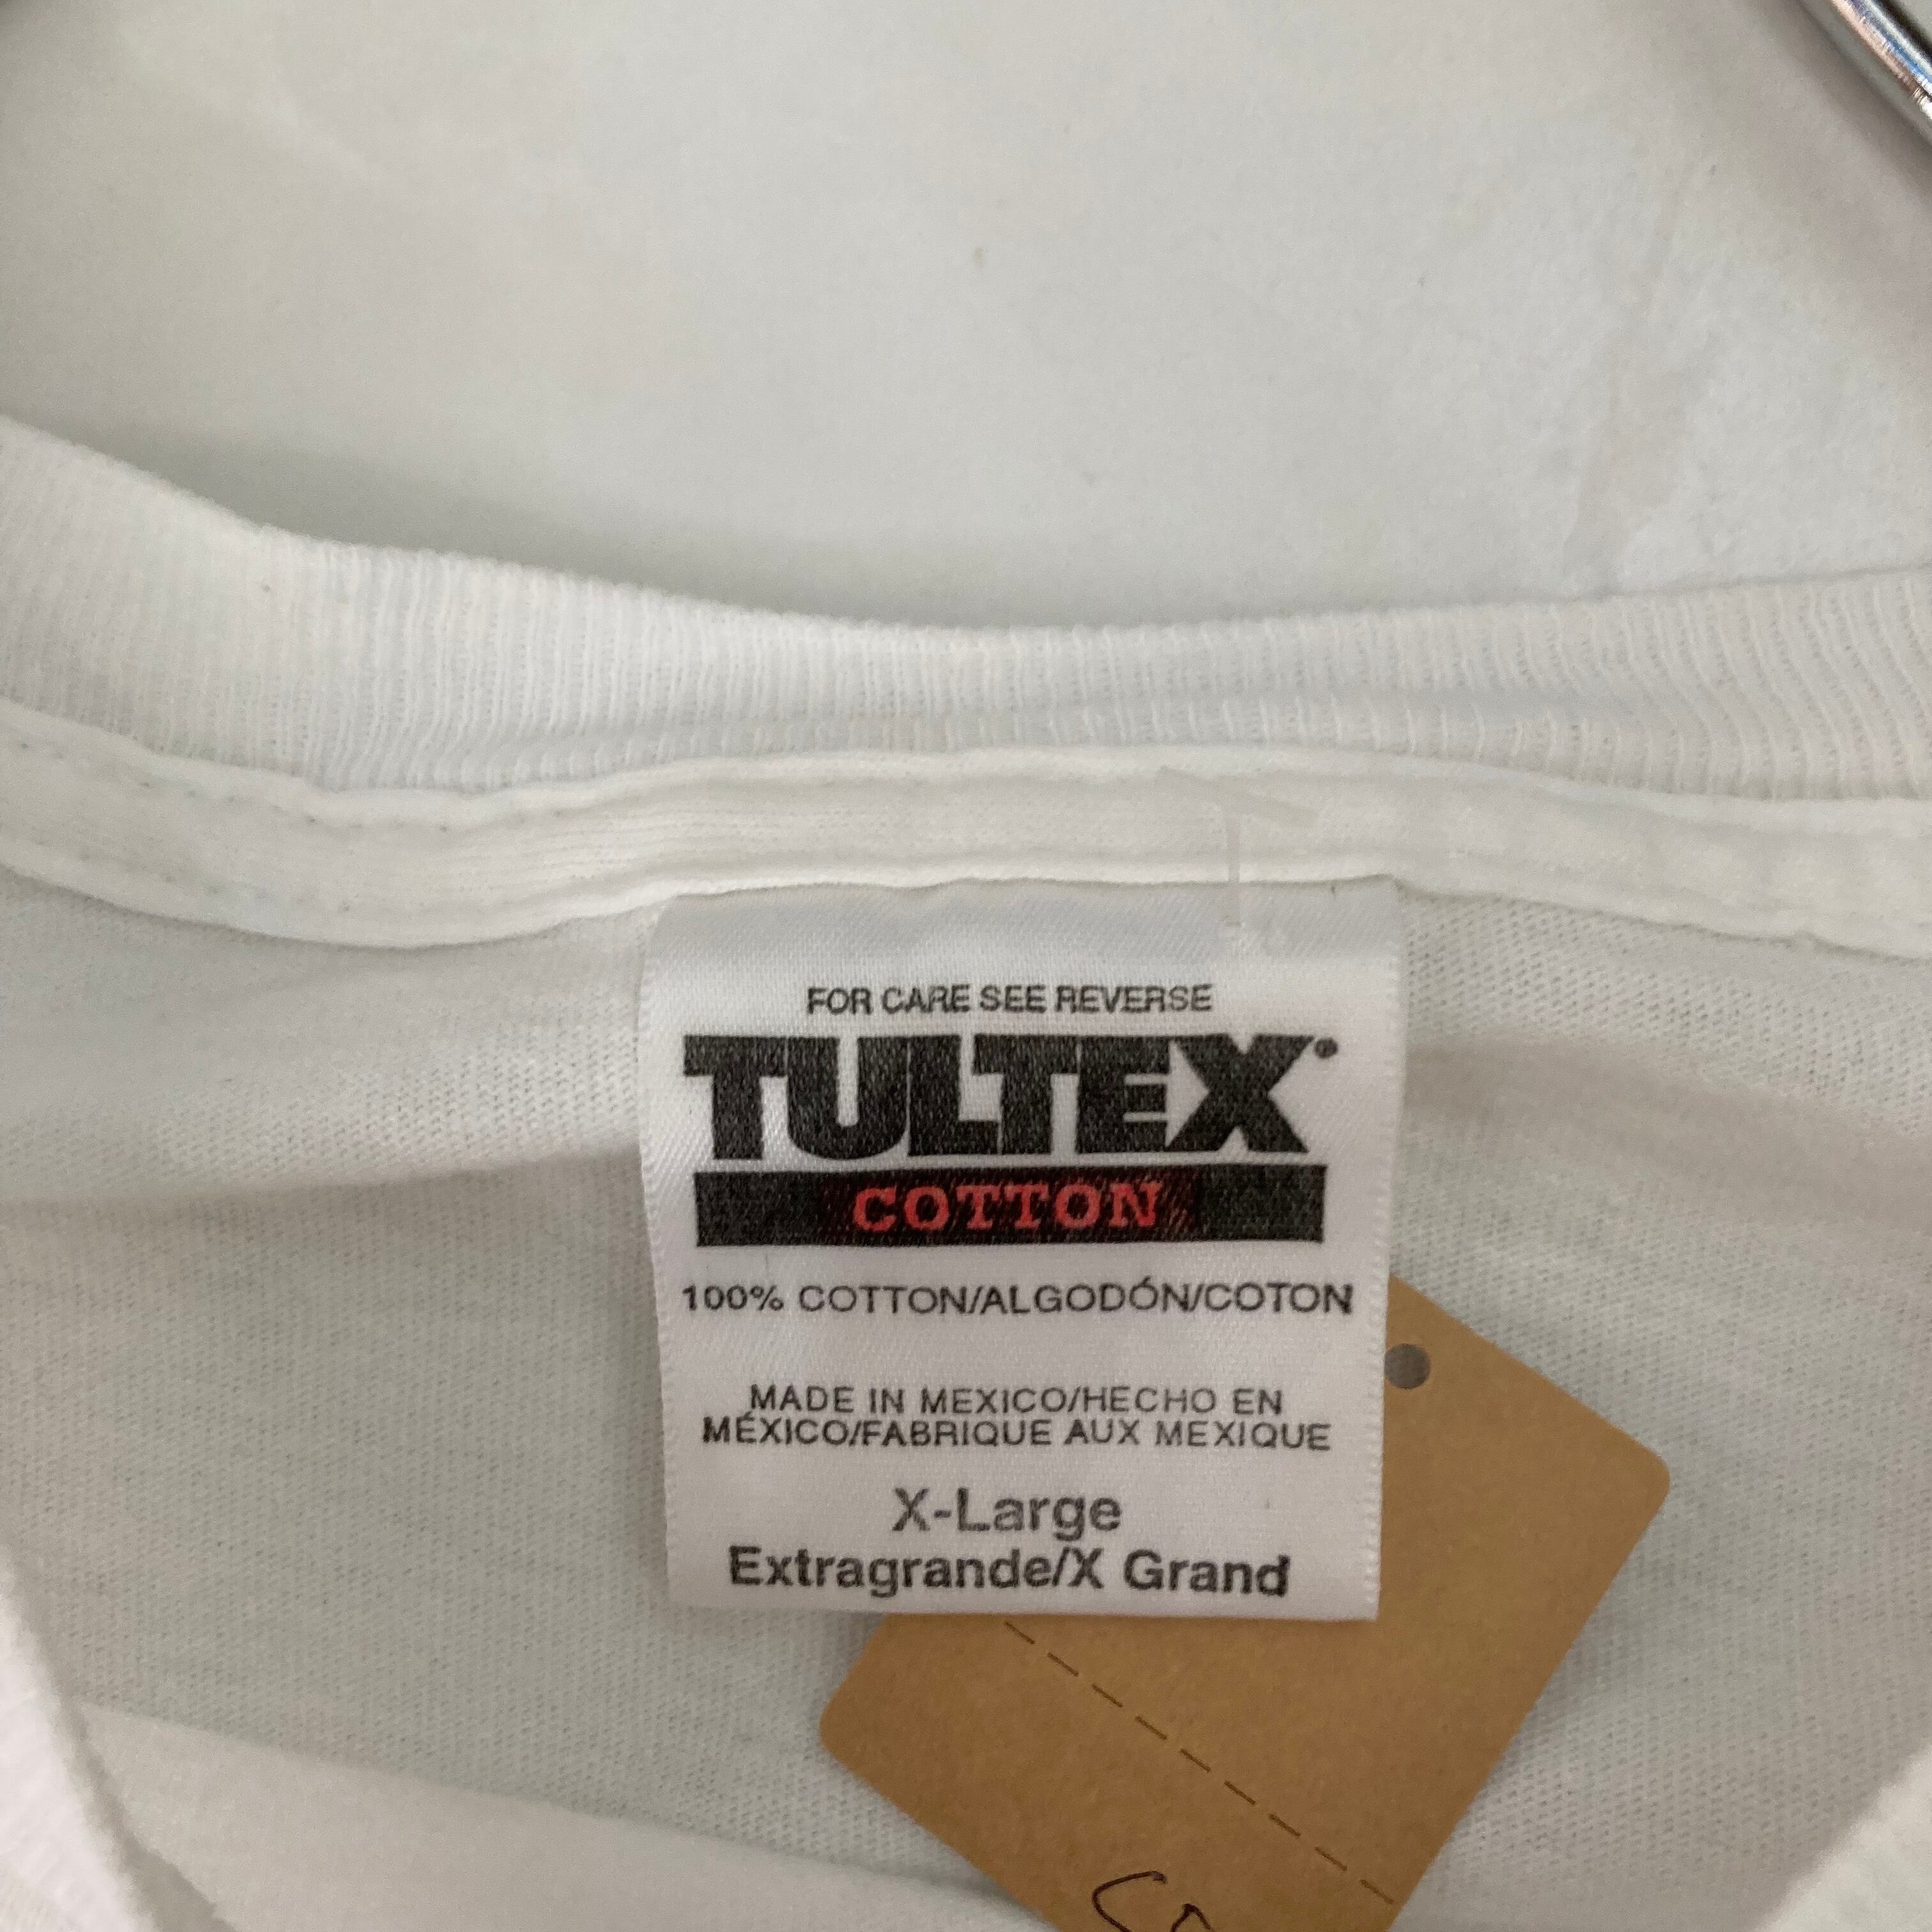 FOR CARE SEE REVERSE
TULTEX
COTTON
100% COTTON/ALGODÓN/COTON
MADE IN MEXICO/HECHO EN
MÉXICO/FABRIQUE AUX MEXIQUE
X-Large
Extragrande/X Grand